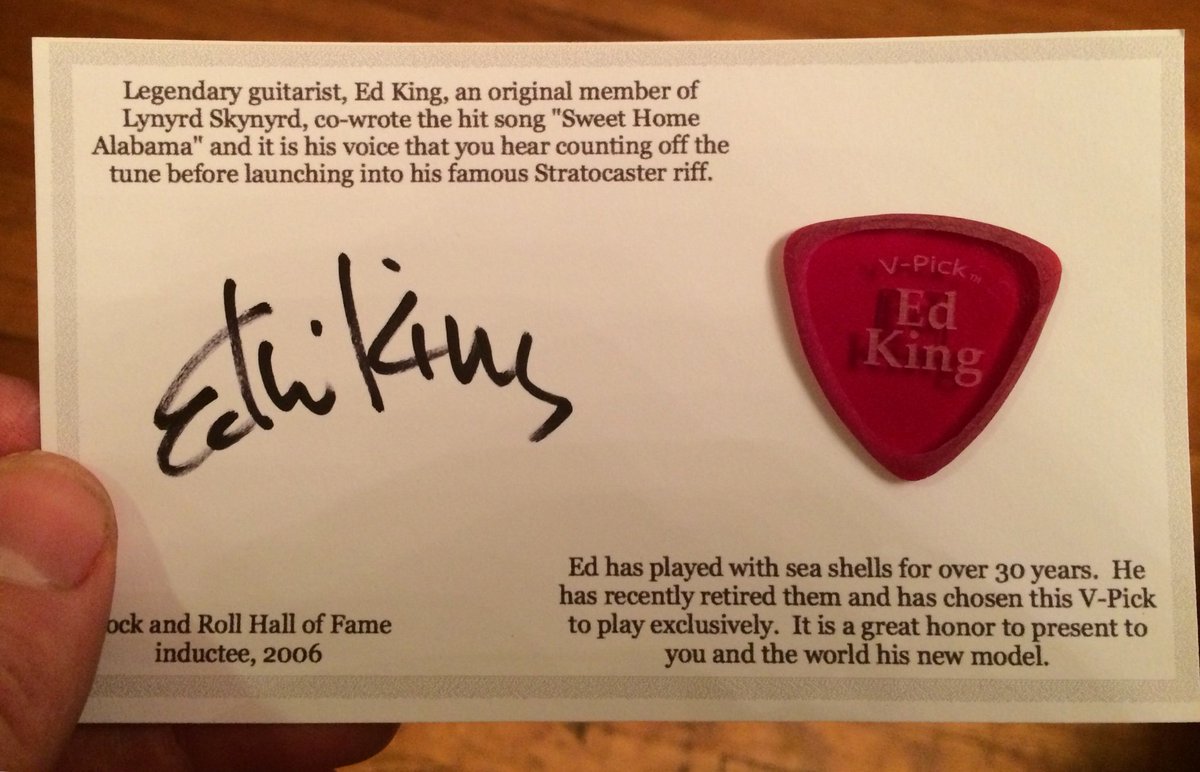 Legendary guitarist, Ed King, an original member of
Lynyrd Skynyrd, co-wrote the hit song "Sweet Home
Alabama" and it is his voice that you hear counting off the
tune before launching into his famous Stratocaster riff.
Ed King
V-Pick™
Ed
King
Ed has played with sea shells for over 30 years. He
has recently retired them and has chosen this V-Pick
to play exclusively. It is a great honor to present to
you and the world his new model.
ock and Roll Hall of Fame
inductee, 2006